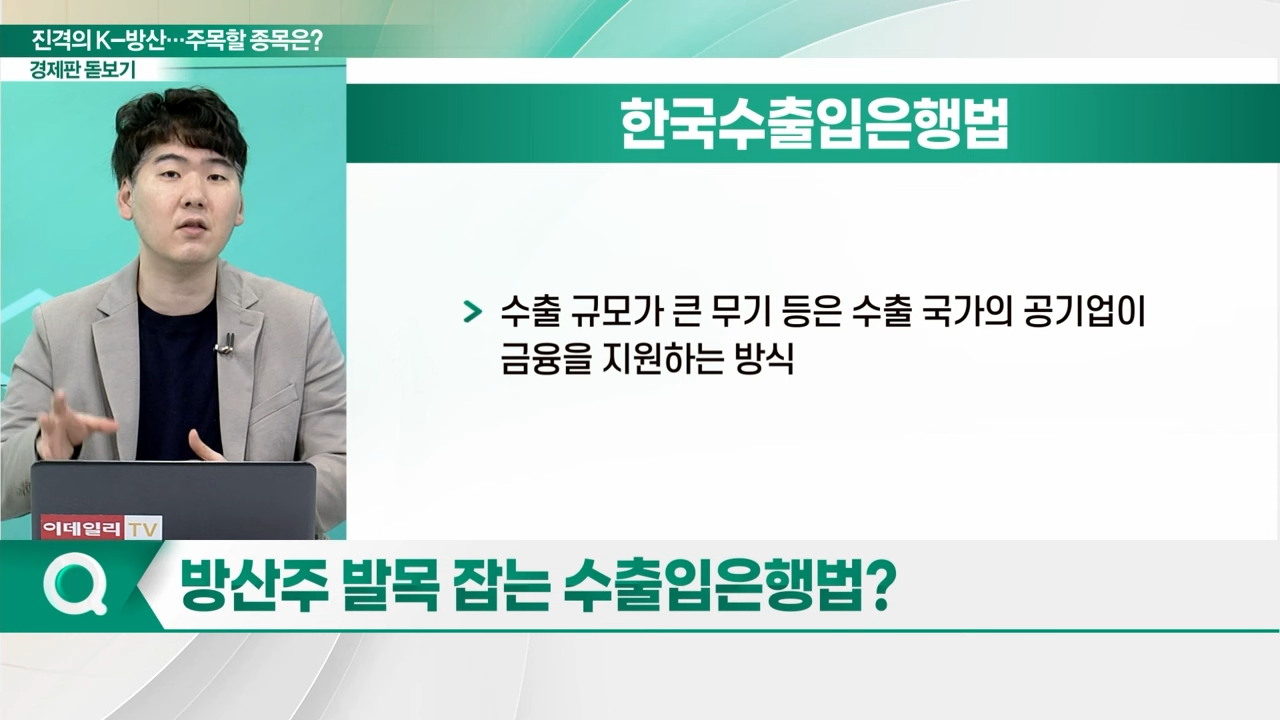 진격의 K-방산…주목할 종목은?
경제판 돋보기
한국수출입은행법
수출 규모가 큰 무기 등은 수출 국가의 공기업이
금융을 지원하는 방식
이데일리 TV
방산주 발목 잡는 수출입은행법?